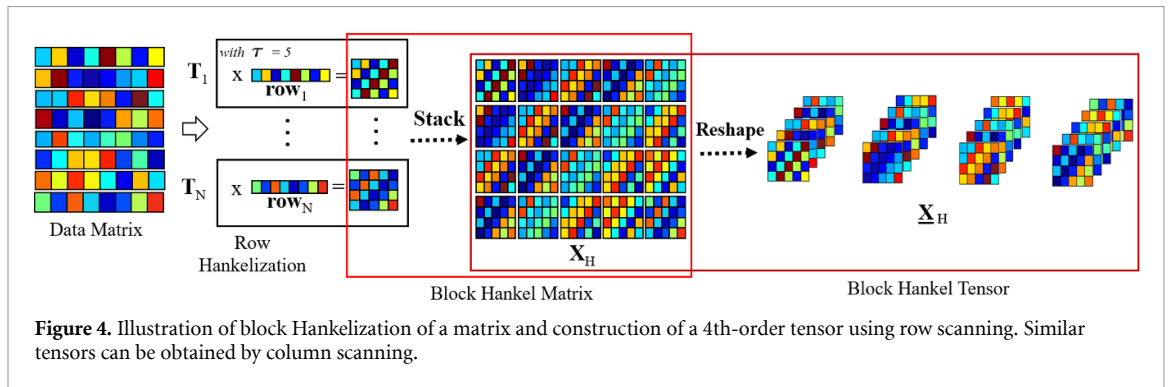 with τ = 5
T1
x
=
row1
Stack
Reshape
TN
x
=
rowN
XH
XH
Data Matrix
Row
Hankelization
Block Hankel Matrix
Block Hankel Tensor
Figure 4. Illustration of block Hankelization of a matrix and construction of a 4th-order tensor using row scanning. Similar
tensors can be obtained by column scanning.